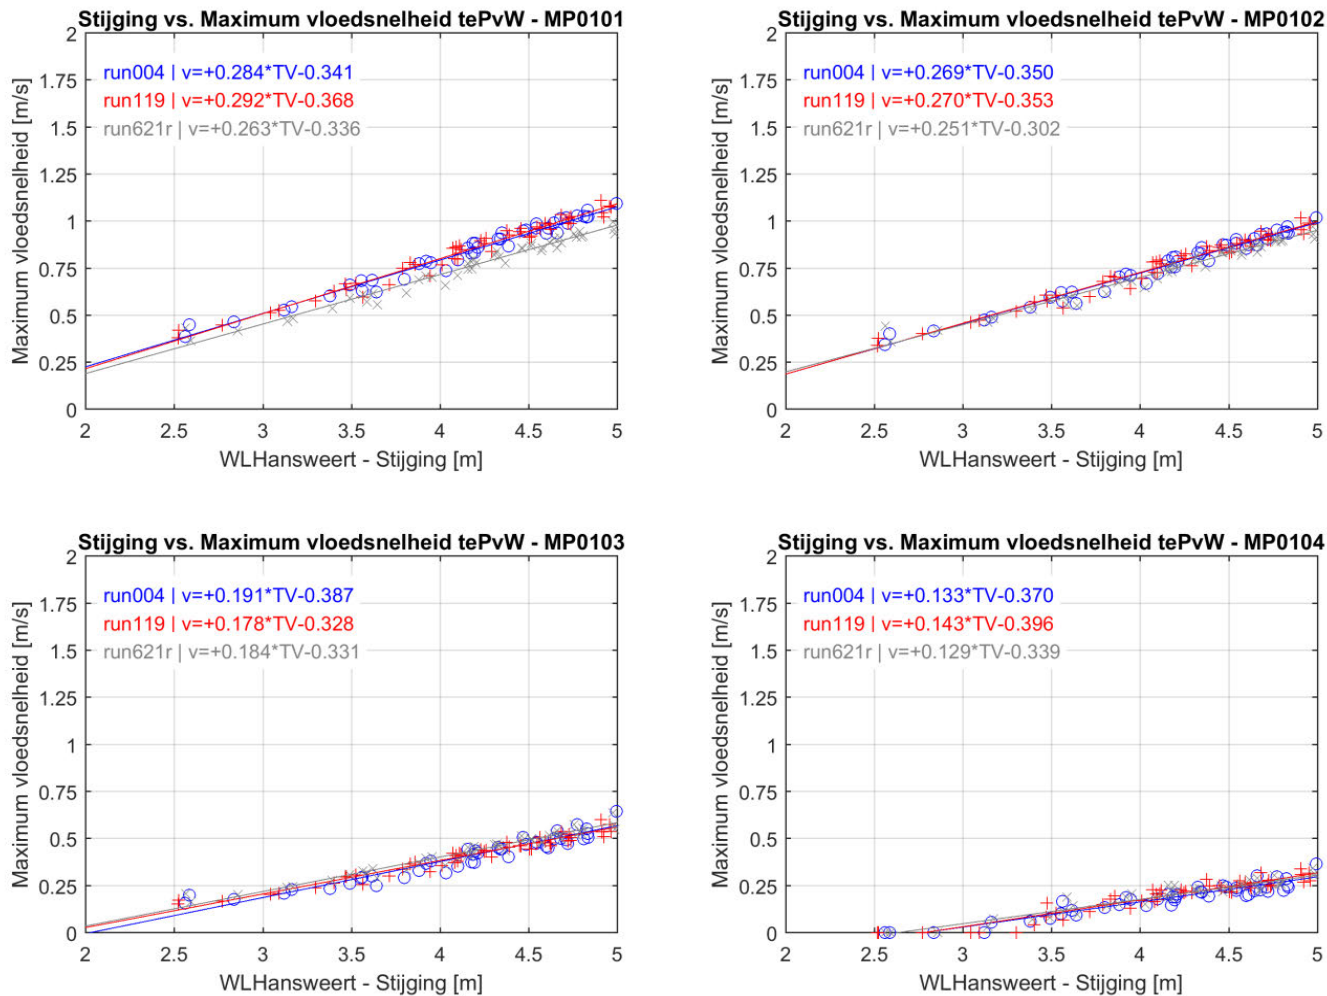 Stijging vs. Maximum vloedsnelheid tePvW - MP0101
2
1.75
1.5
1.25
1
0.75
0.5
0.25
0
Maximum vloedsnelheid [m/s]
run004 | v=+0.284*TV-0.341
run119 | v=+0.292*TV-0.368
run621r | v=+0.263*TV-0.336
2 2.5 3 3.5 4 4.5 5
WLHansweert - Stijging [m]
Stijging vs. Maximum vloedsnelheid tePvW - MP0102
2
1.75
1.5
1.25
1
0.75
0.5
0.25
0
Maximum vloedsnelheid [m/s]
run004 | v=+0.269*TV-0.350
run119 | v=+0.270*TV-0.353
run621r | v=+0.251*TV-0.302
2 2.5 3 3.5 4 4.5 5
WLHansweert - Stijging [m]
Stijging vs. Maximum vloedsnelheid tePvW - MP0103
2
1.75
1.5
1.25
1
0.75
0.5
0.25
0
Maximum vloedsnelheid [m/s]
run004 | v=+0.191*TV-0.387
run119 | v=+0.178*TV-0.328
run621r | v=+0.184*TV-0.331
2 2.5 3 3.5 4 4.5 5
WLHansweert - Stijging [m]
Stijging vs. Maximum vloedsnelheid tePvW - MP0104
2
1.75
1.5
1.25
1
0.75
0.5
0.25
0
Maximum vloedsnelheid [m/s]
run004 | v=+0.133*TV-0.370
run119 | v=+0.143*TV-0.396
run621r | v=+0.129*TV-0.339
2 2.5 3 3.5 4 4.5 5
WLHansweert - Stijging [m]